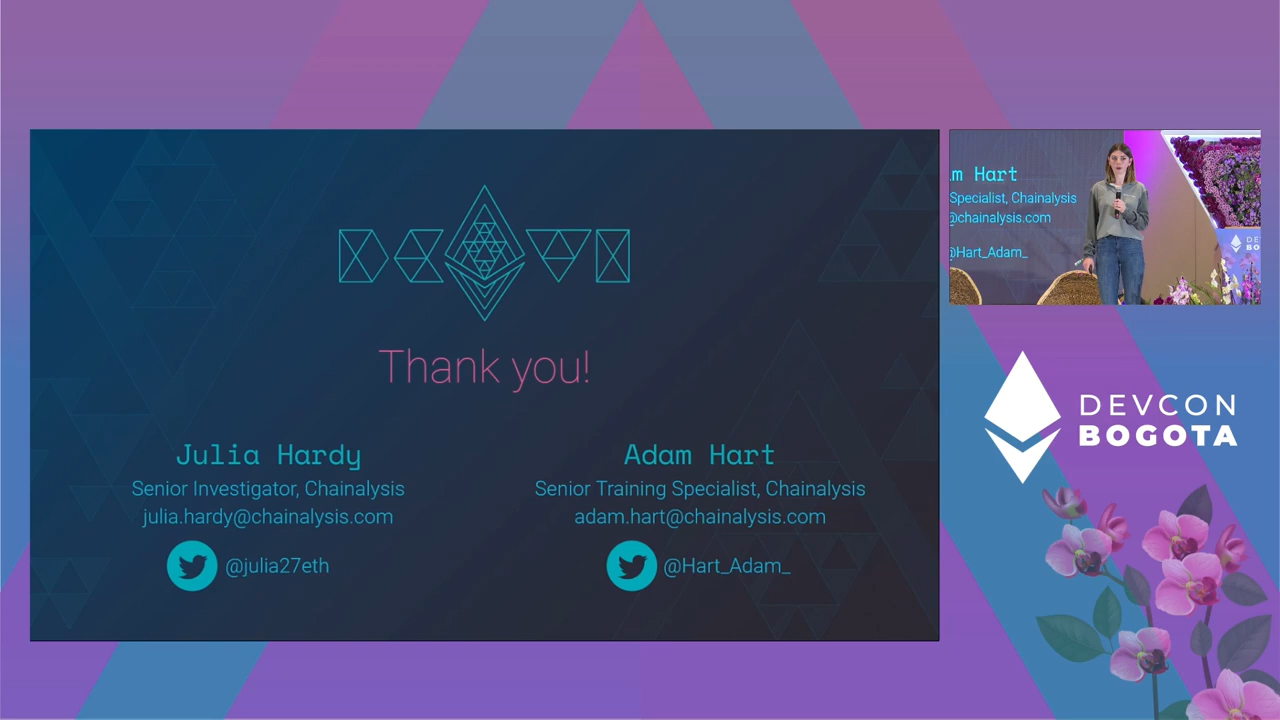 Thank you!
Julia Hardy
Senior Investigator, Chainalysis
julia.hardy@chainalysis.com
@julia27eth
Adam Hart
Senior Training Specialist, Chainalysis
adam.hart@chainalysis.com
@Hart_Adam_
m Hart
Specialist, Chainalysis
@chainalysis.com
@Hart_Adam_
DEVCON
BOGOTA